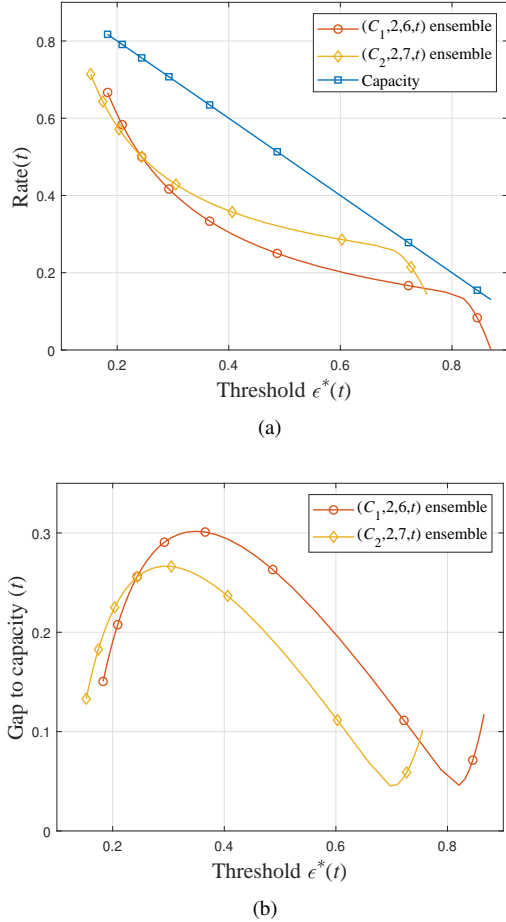 (C₁,2,6,t) ensemble
(C₂,2,7,t) ensemble
Capacity
Rate(t)
0.8
0.6
0.4
0.2
0
0.2 0.4 0.6 0.8
Threshold ϵ*(t)
(a)
(C₁,2,6,t) ensemble
(C₂,2,7,t) ensemble
Gap to capacity (t)
0.3
0.2
0.1
0
0.2 0.4 0.6 0.8
Threshold ϵ*(t)
(b)